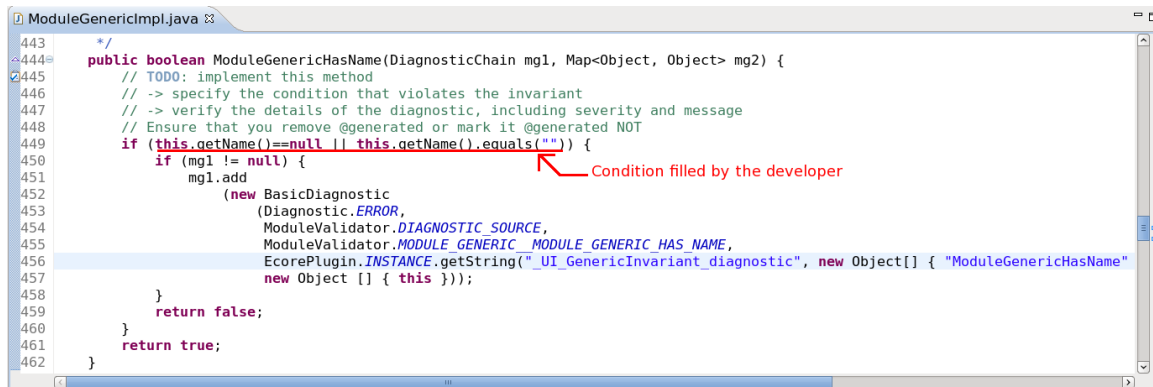 ModuleGenericImpl.java
443 */
444 public boolean ModuleGenericHasName(DiagnosticChain mg1, Map<Object, Object> mg2) {
445 // TODO: implement this method
446 // -> specify the condition that violates the invariant
447 // -> verify the details of the diagnostic, including severity and message
448 // Ensure that you remove @generated or mark it @generated NOT
449 if (this.getName()==null || this.getName().equals("")) {
450 if (mg1 != null) {
Condition filled by the developer
451 mg1.add
452 (new BasicDiagnostic
453 (Diagnostic.ERROR,
454 ModuleValidator.DIAGNOSTIC_SOURCE,
455 ModuleValidator.MODULE_GENERIC__MODULE_GENERIC_HAS_NAME,
456 EcorePlugin.INSTANCE.getString("_UI_GenericInvariant_diagnostic", new Object[] { "ModuleGenericHasName"
457 new Object [] { this }));
458 }
459 return false;
460 }
461 return true;
462 }